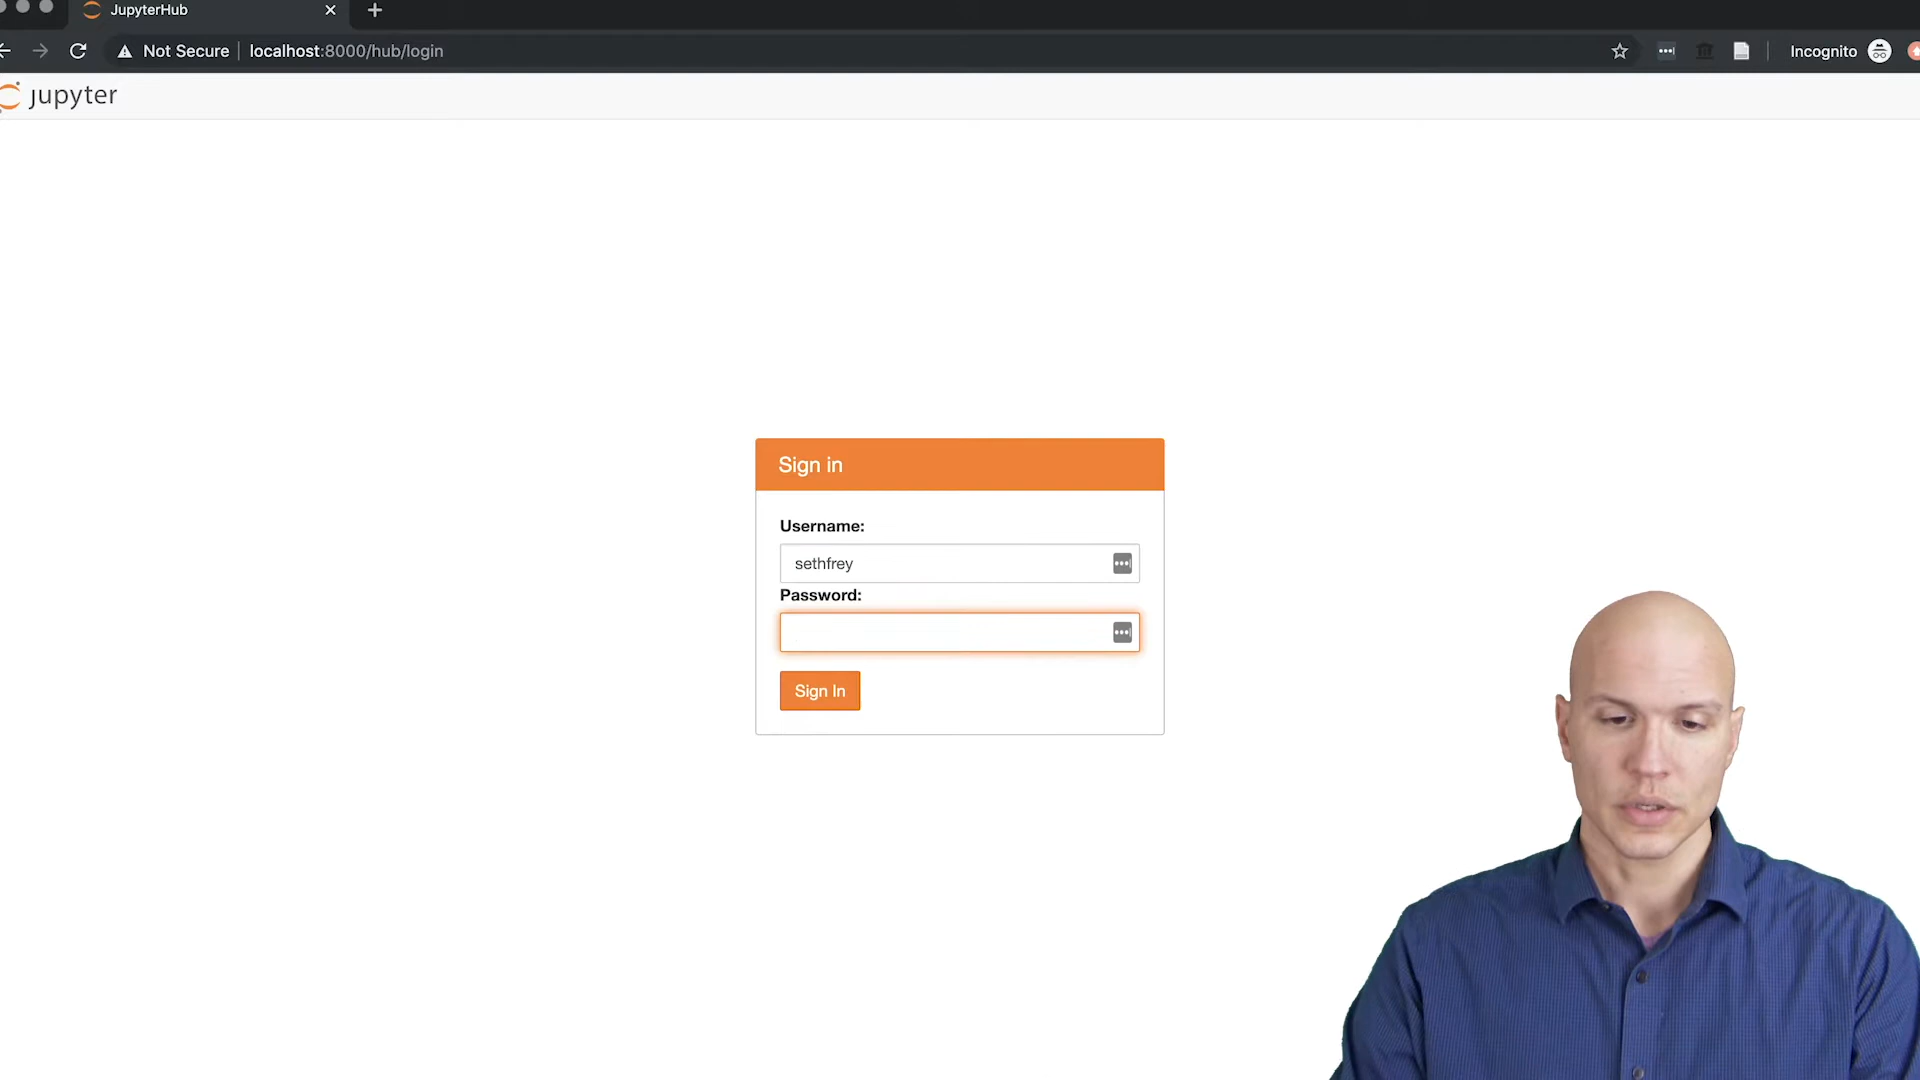 JupyterHub
Not Secure
localhost:8000/hub/login
Incognito
jupyter
Sign in
Username:
sethfrey
Password:
Sign In